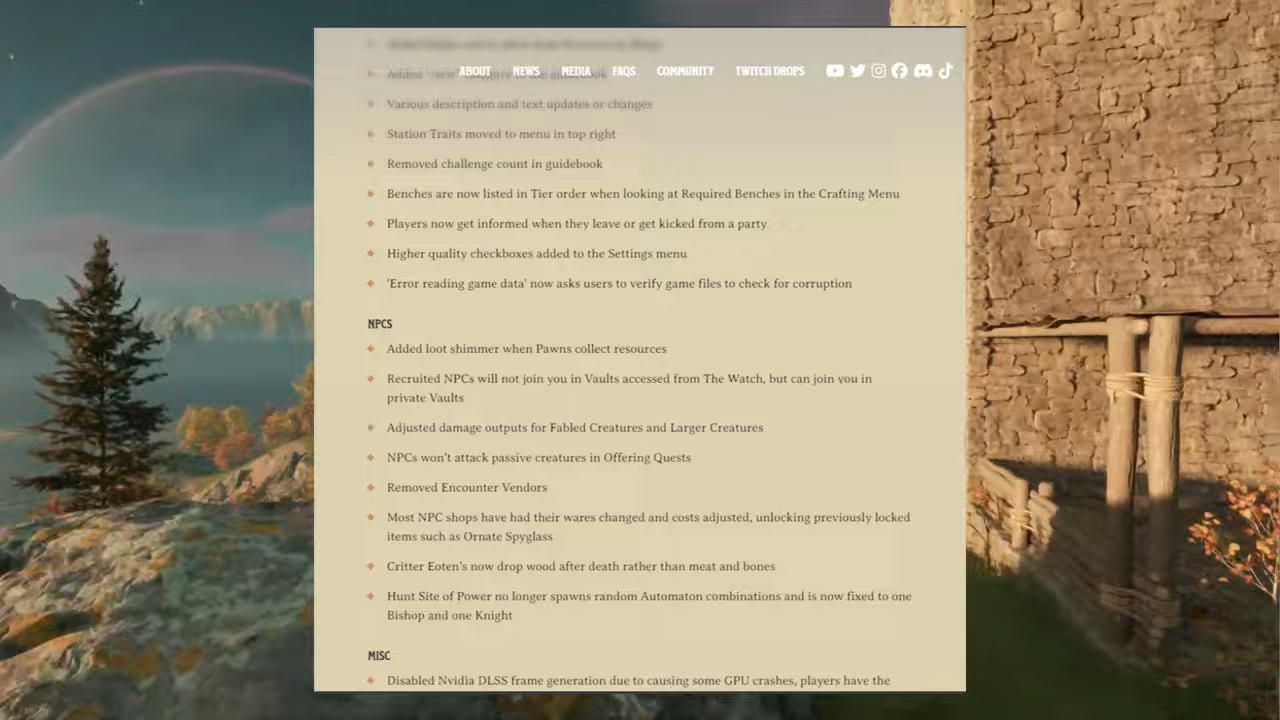 ABOUT NEWS MEDIA FAQS COMMUNITY TWITCH DROPS
Various description and text updates or changes
Station Traits moved to menu in top right
Removed challenge count in guidebook
Benches are now listed in Tier order when looking at Required Benches in the Crafting Menu
Players now get informed when they leave or get kicked from a party
Higher quality checkboxes added to the Settings menu
'Error reading game data' now asks users to verify game files to check for corruption
NPCS
Added loot shimmer when Pawns collect resources
Recruited NPCs will not join you in Vaults accessed from The Watch, but can join you in
private Vaults
Adjusted damage outputs for Fabled Creatures and Larger Creatures
NPCs won't attack passive creatures in Offering Quests
Removed Encounter Vendors
Most NPC shops have had their wares changed and costs adjusted, unlocking previously locked
items such as Ornate Spyglass
Critter Eoten's now drop wood after death rather than meat and bones
Hunt Site of Power no longer spawns random Automaton combinations and is now fixed to one
Bishop and one Knight
MISC
Disabled Nvidia DLSS frame generation due to causing some GPU crashes, players have the